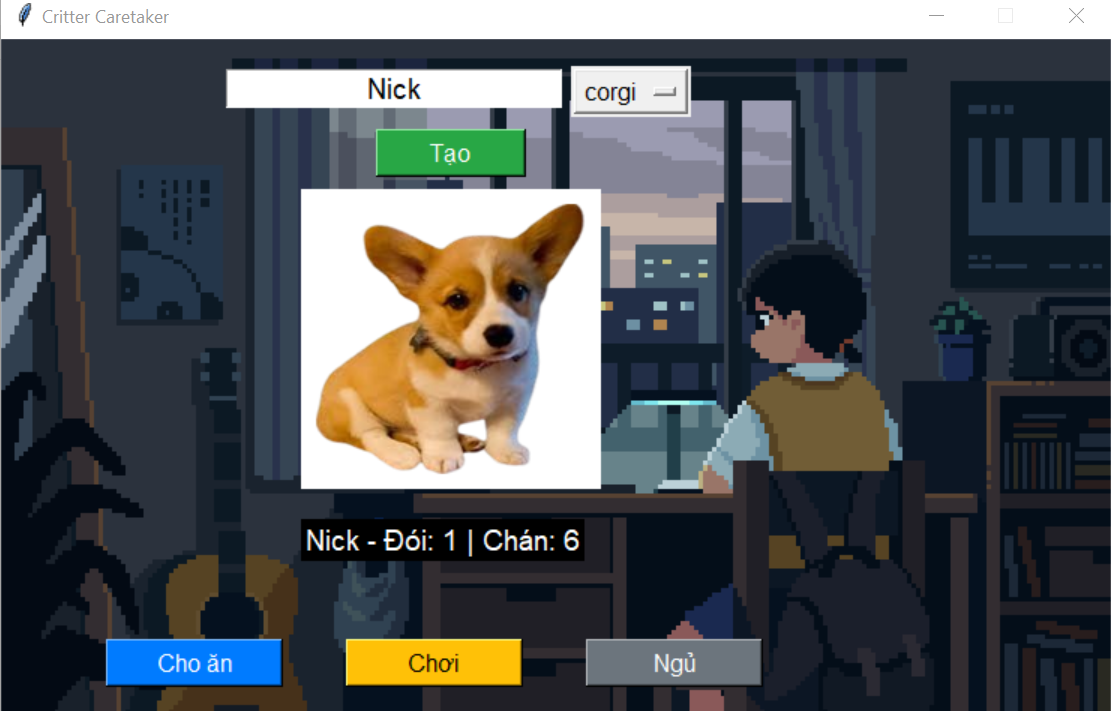 Critter Caretaker
Nick
corgi
Tạo
Nick - Đói: 1 | Chán: 6
Cho ăn
Chơi
Ngủ